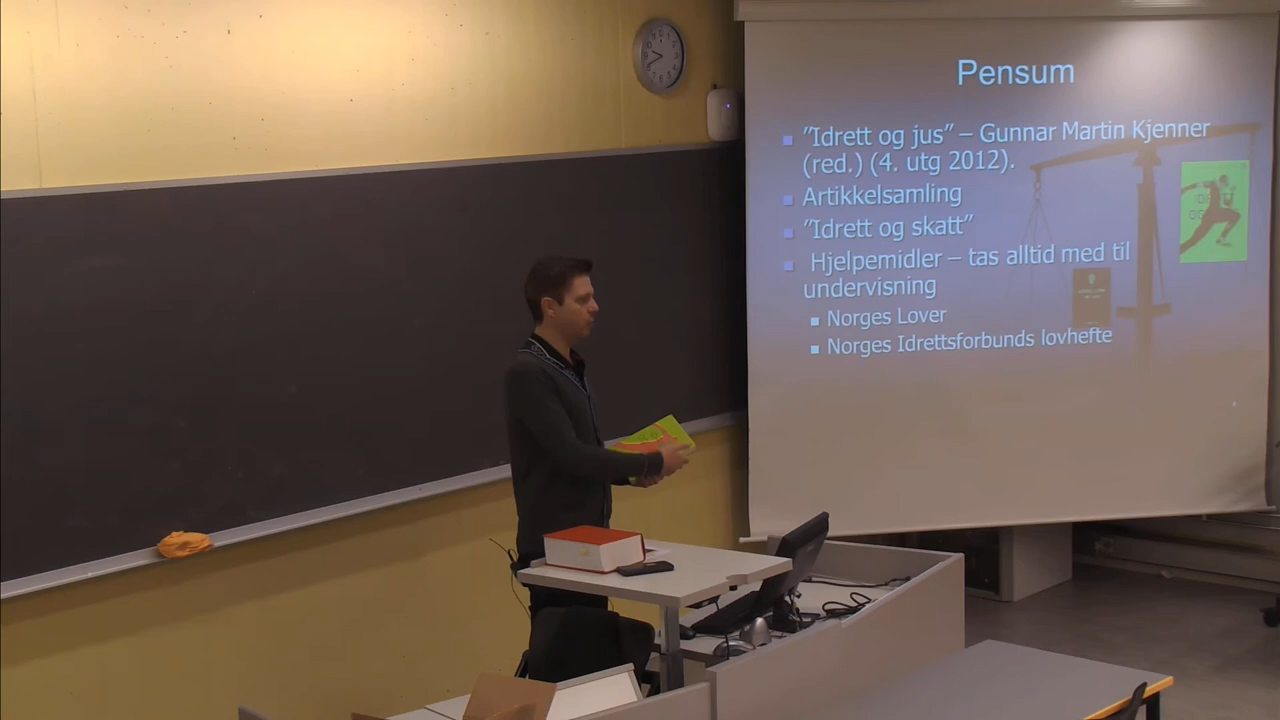 Pensum
"Idrett og jus" – Gunnar Martin Kjenner
(red.) (4. utg 2012).
Artikkelsamling
"Idrett og skatt"
Hjelpemidler – tas alltid med til
undervisning
Norges Lover
Norges Idrettsforbunds lovhefte